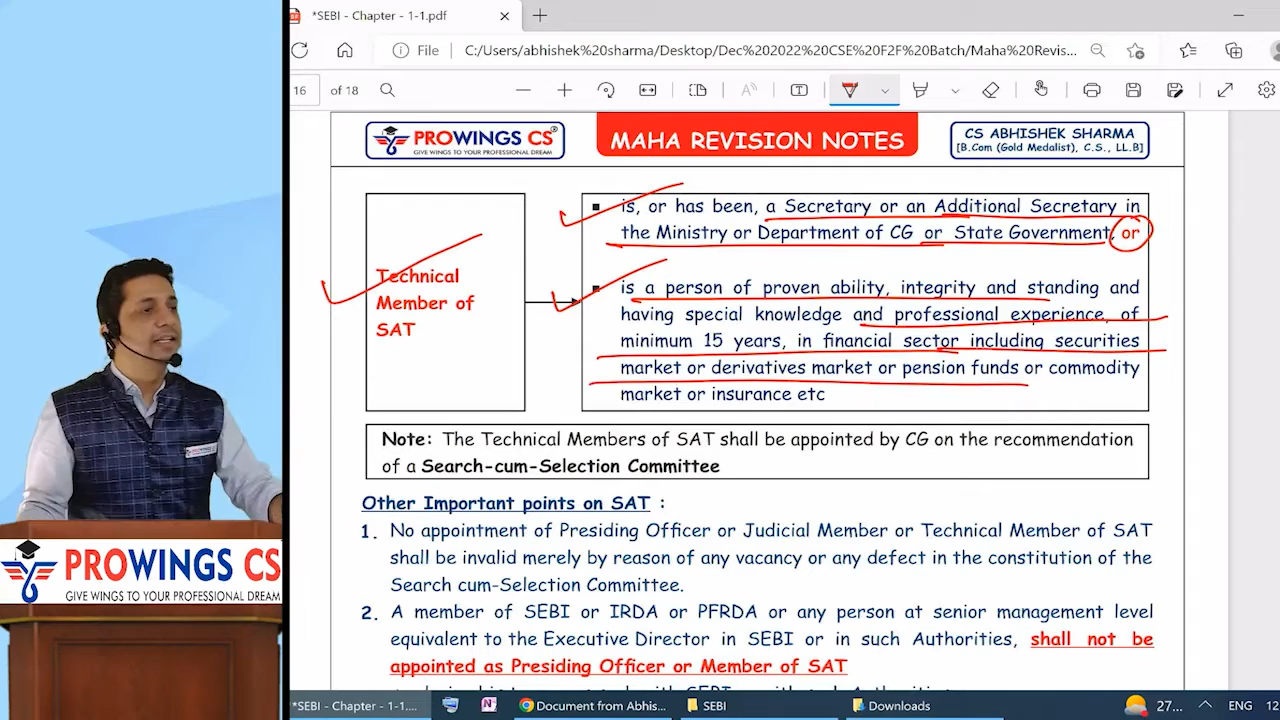 *SEBI - Chapter - 1-1.pdf
File
C:/Users/abhishek%20sharma/Desktop/Dec%202022%20CSE%20F2F%20Batch/Maha%20Revis...
16 of 18
PROWINGS CS®
GIVE WINGS TO YOUR PROFESSIONAL DREAM
MAHA REVISION NOTES
CS ABHISHEK SHARMA
[B.Com (Gold Medalist), C.S., LL.B]
Technical
Member of
SAT
▪ is, or has been, a Secretary or an Additional Secretary in
the Ministry or Department of CG or State Government, or
▪ is a person of proven ability, integrity and standing and
having special knowledge and professional experience, of
minimum 15 years, in financial sector including securities
market or derivatives market or pension funds or commodity
market or insurance etc
Note: The Technical Members of SAT shall be appointed by CG on the recommendation
of a Search-cum-Selection Committee
Other Important points on SAT :
1. No appointment of Presiding Officer or Judicial Member or Technical Member of SAT
shall be invalid merely by reason of any vacancy or any defect in the constitution of the
Search cum-Selection Committee.
2. A member of SEBI or IRDA or PFRDA or any person at senior management level
equivalent to the Executive Director in SEBI or in such Authorities, shall not be
appointed as Presiding Officer or Member of SAT
PROWINGS CS
GIVE WINGS TO YOUR PROFESSIONAL DREAM
*SEBI - Chapter - 1-1....
Document from Abhis...
SEBI
Downloads
27...
ENG
12